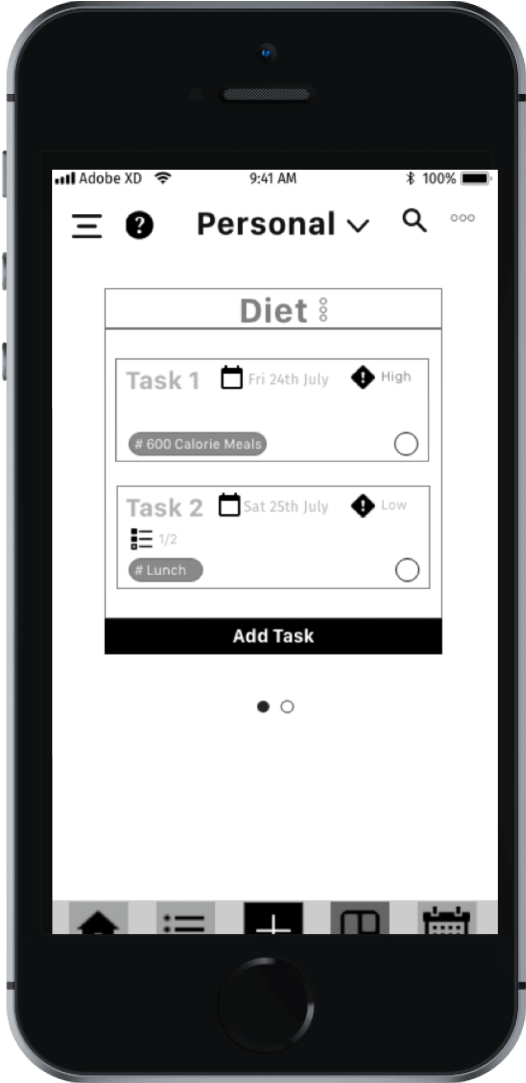 Adobe XD 9:41 AM 100%
? Personal
Diet
Task 1 Fri 24th July ! High
# 600 Calorie Meals
Task 2 Sat 25th July ! Low
1/2
# Lunch
Add Task